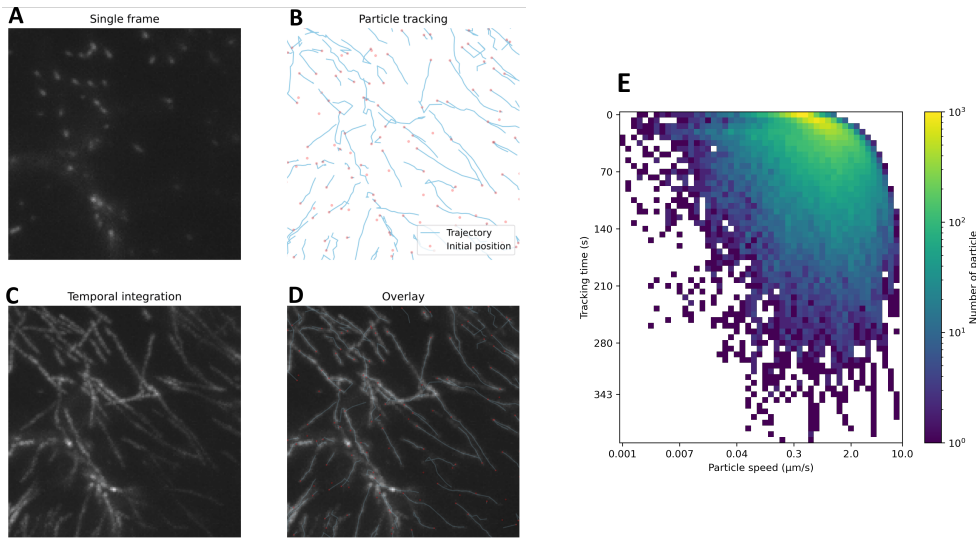 A
Single frame
B
Particle tracking
Trajectory
Initial position
C
Temporal integration
D
Overlay
E
0
70
140
210
280
343
Tracking time (s)
0.001 0.007 0.04 0.3 2.0 10.0
Particle speed (μm/s)
10³
10²
10¹
10⁰
Number of particle